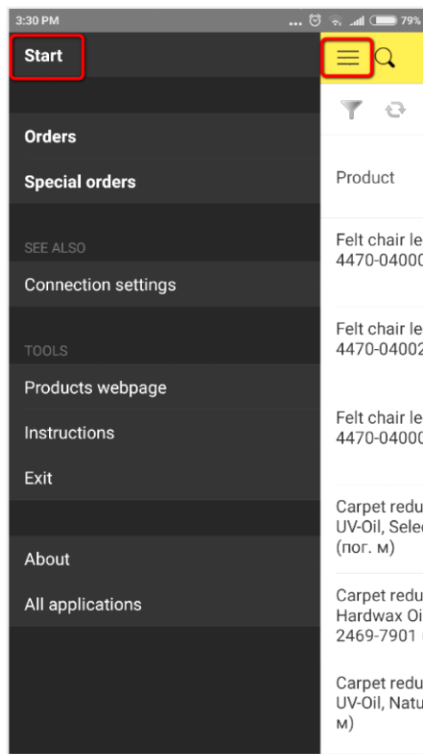 3:30 PM
... 79%
Start
Orders
Special orders
SEE ALSO
Connection settings
TOOLS
Products webpage
Instructions
Exit
About
All applications
Product
Felt chair le
4470-04000
Felt chair le
4470-04002
Felt chair le
4470-04000
Carpet redu
UV-Oil, Selec
(пог. м)
Carpet redu
Hardwax Oi
2469-7901
Carpet redu
UV-Oil, Natu
м)